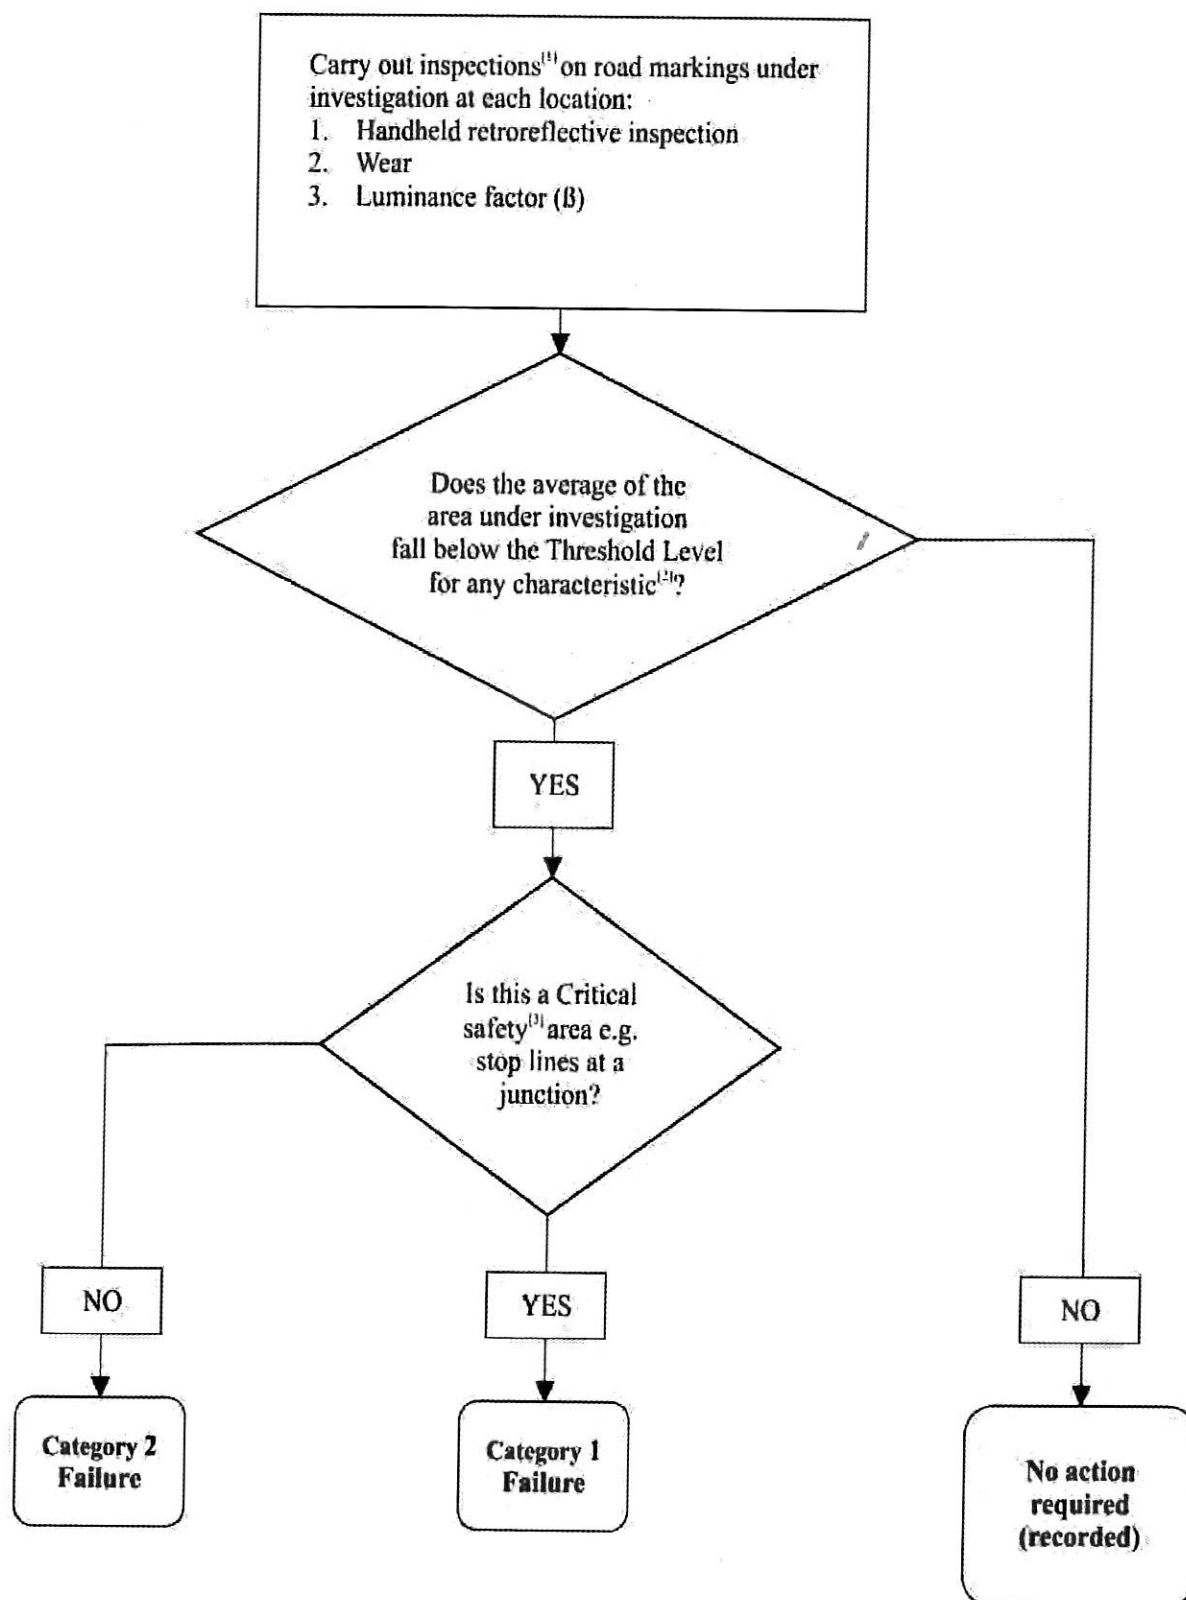 Carry out inspections⁽¹⁾ on road markings under
investigation at each location:
1. Handheld retroreflective inspection
2. Wear
3. Luminance factor (ß)
Does the average of the
area under investigation
fall below the Threshold Level
for any characteristic⁽²⁾?
YES
Is this a Critical
safety⁽³⁾ area e.g.
stop lines at a
junction?
NO
YES
NO
Category 2
Failure
Category 1
Failure
No action
required
(recorded)